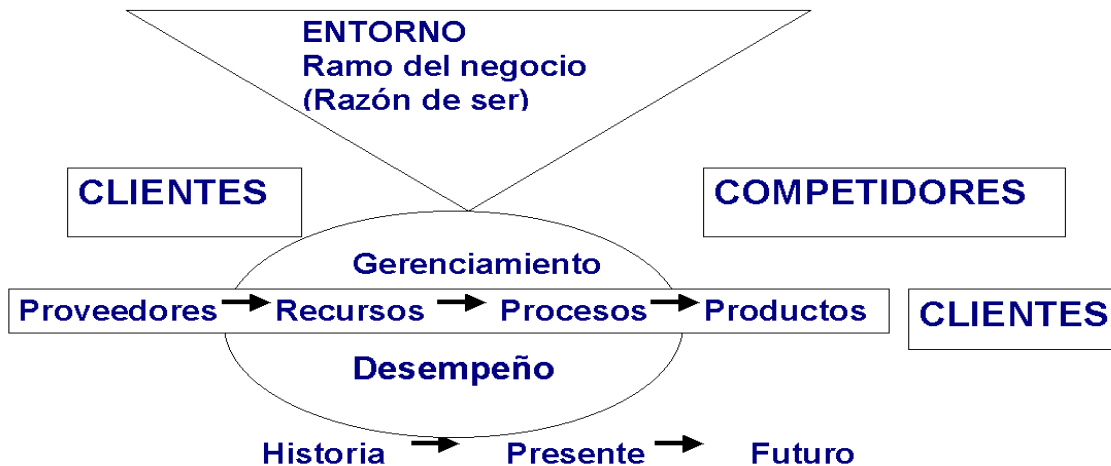 ENTORNO
Ramo del negocio
(Razón de ser)
CLIENTES
COMPETIDORES
Gerenciamiento
Proveedores Recursos Procesos Productos
CLIENTES
Desempeño
Historia Presente Futuro